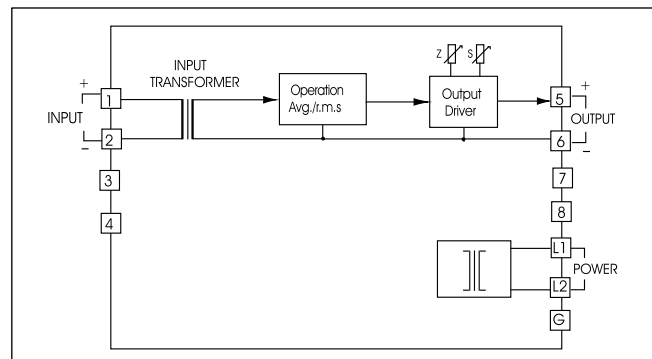 INPUT
TRANSFORMER
Z
S
+
1
INPUT
2
−
Operation
Avg./r.m.s
Output
Driver
+
5
OUTPUT
6
−
3
4
7
8
L1
POWER
L2
G